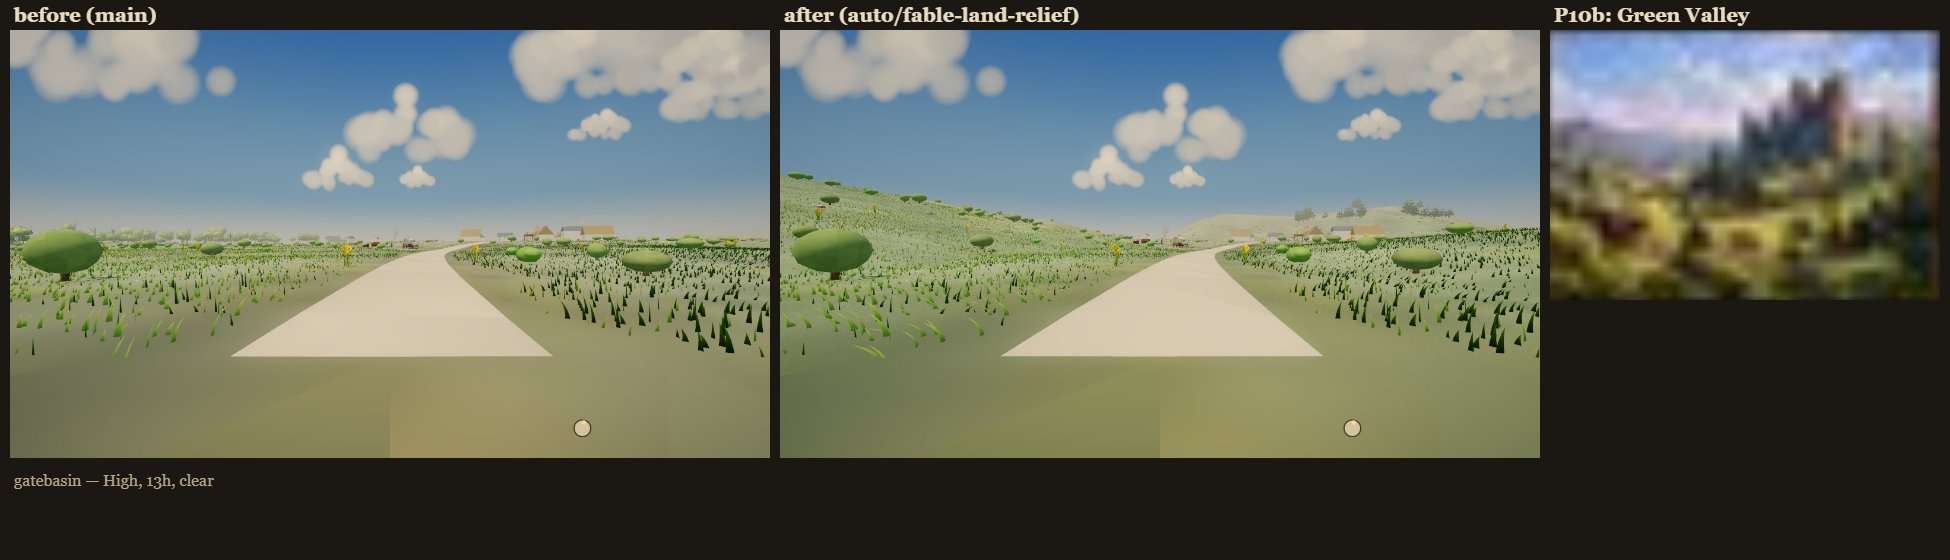 before (main)
after (auto/fable-land-relief)
P10b: Green Valley
gatebasin — High, 13h, clear